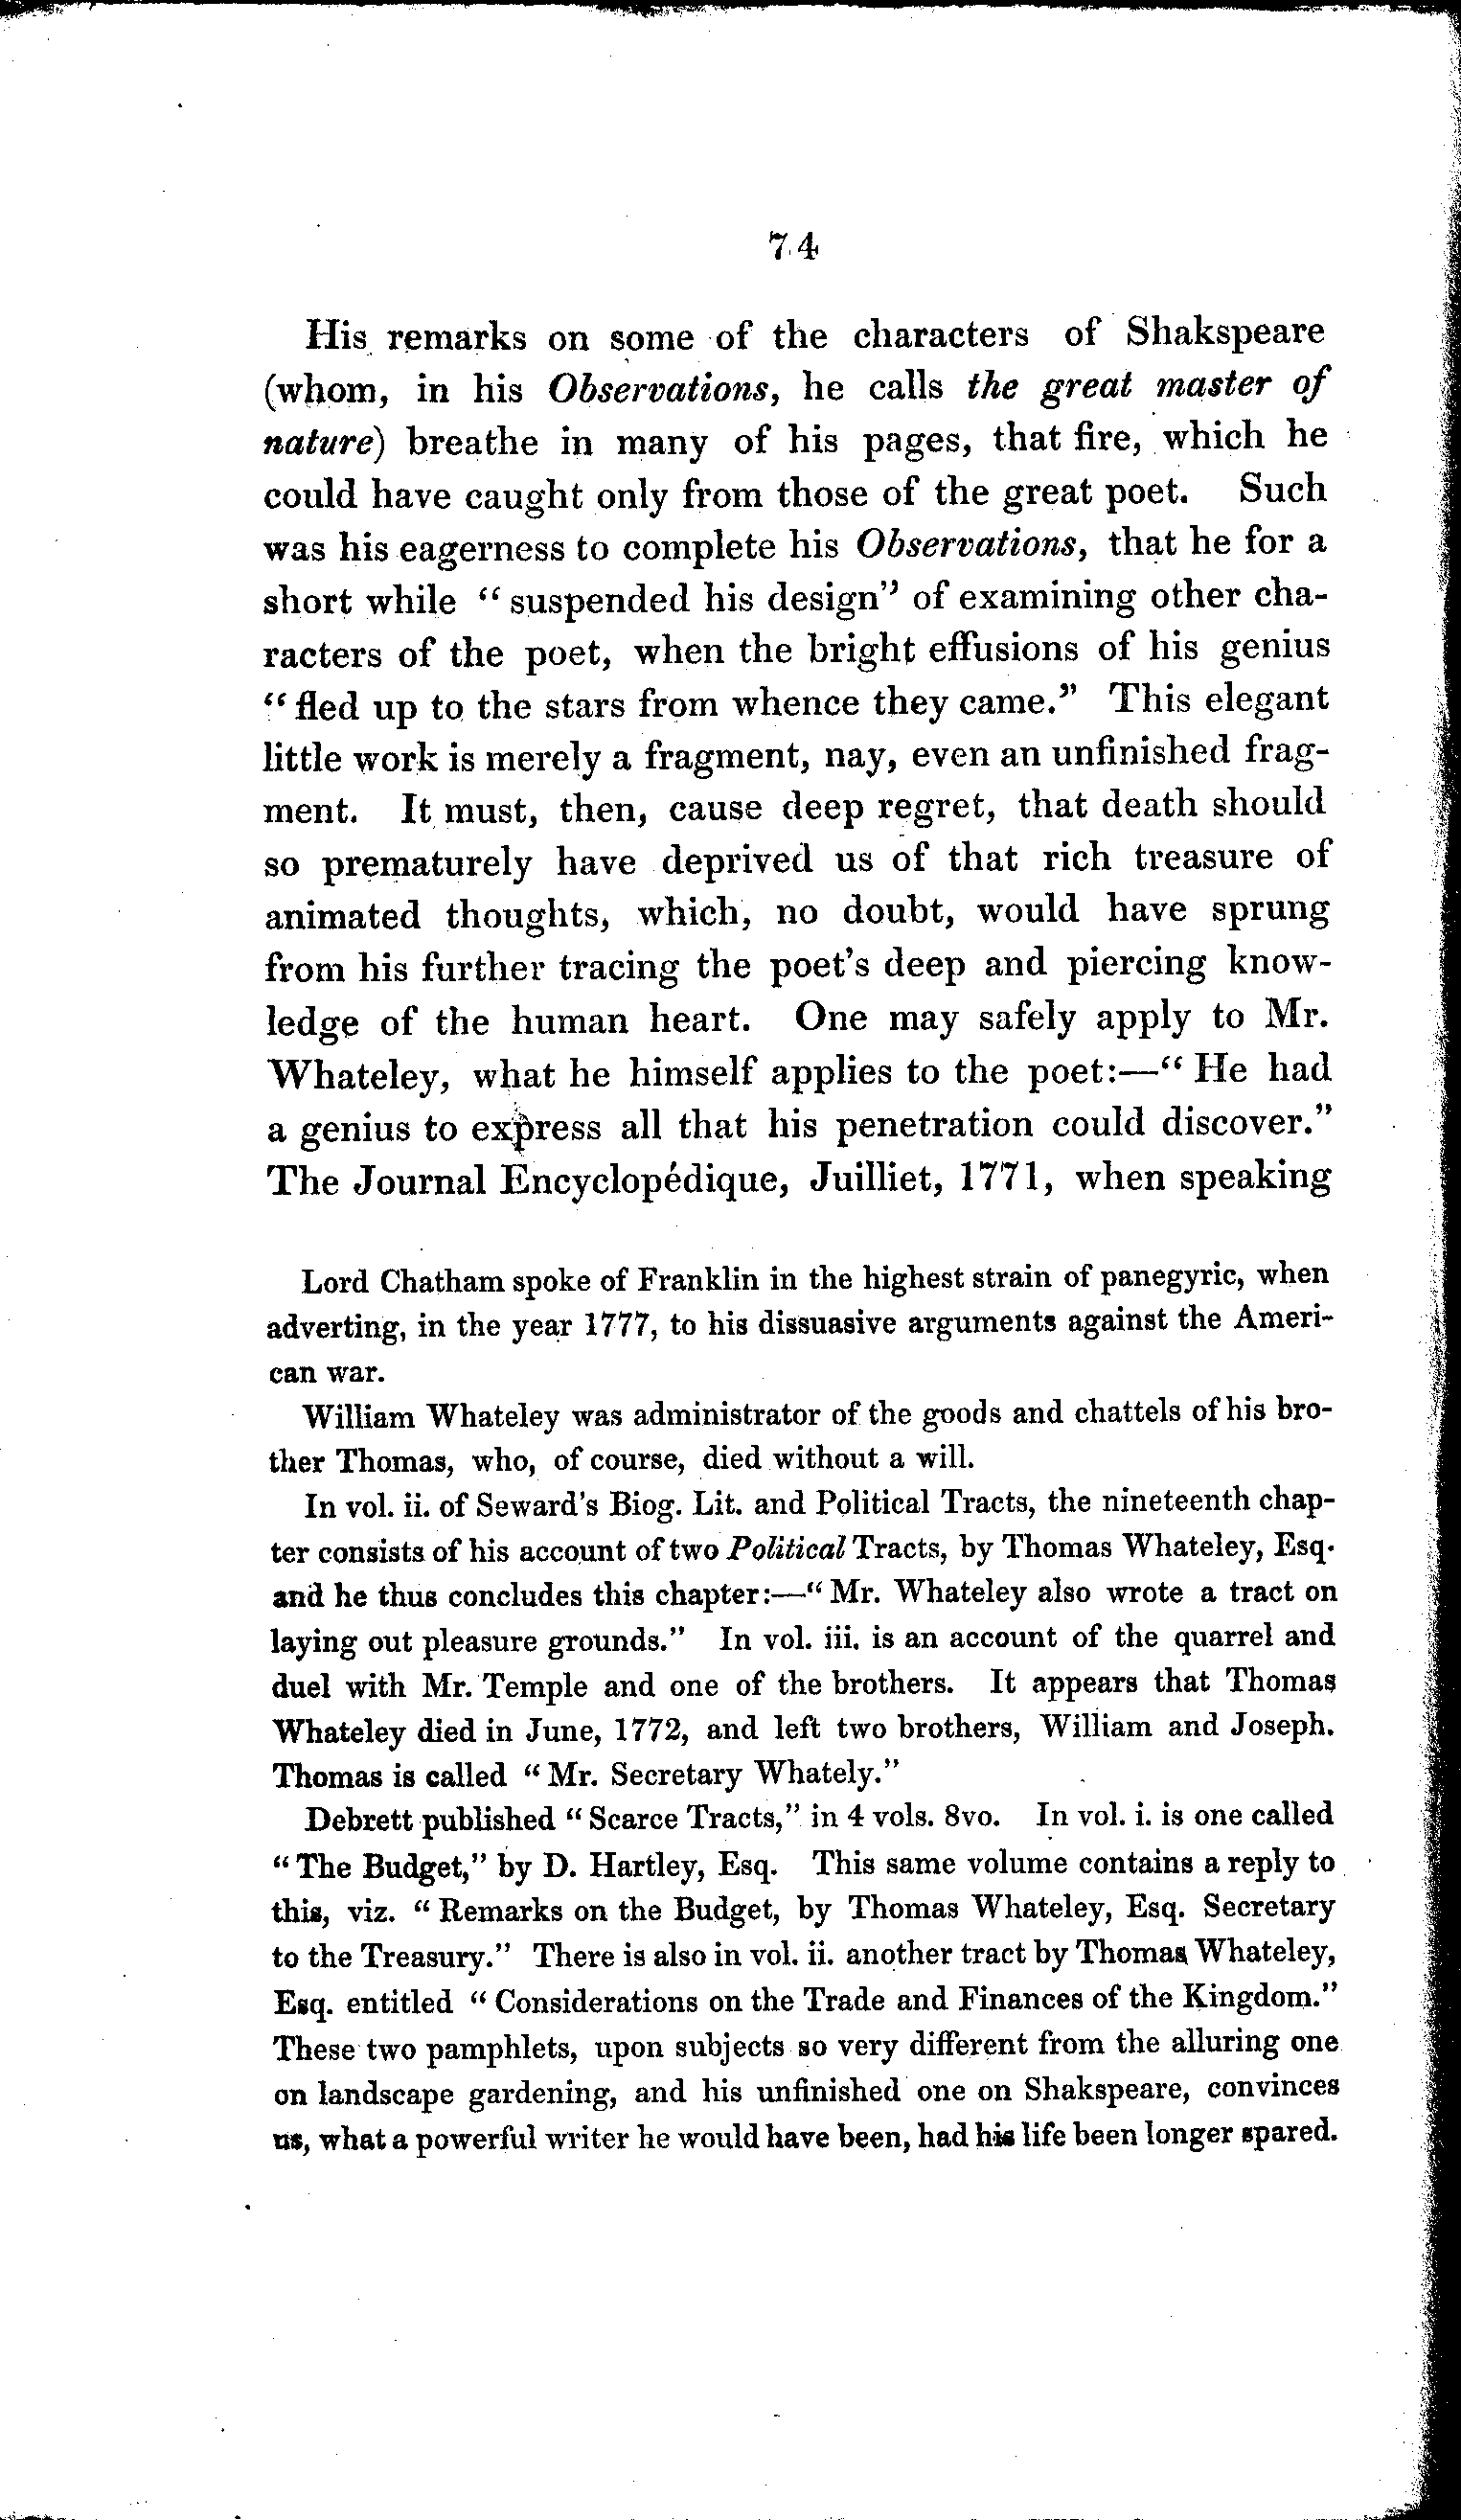 74
His remarks on some of the characters of Shakspeare
(whom, in his Observations, he calls the great master of
nature) breathe in many of his pages, that fire, which he
could have caught only from those of the great poet. Such
was his eagerness to complete his Observations, that he for a
short while “suspended his design” of examining other cha-
racters of the poet, when the bright effusions of his genius
“fled up to the stars from whence they came.” This elegant
little work is merely a fragment, nay, even an unfinished frag-
ment. It must, then, cause deep regret, that death should
so prematurely have deprived us of that rich treasure of
animated thoughts, which, no doubt, would have sprung
from his further tracing the poet's deep and piercing know-
ledge of the human heart. One may safely apply to Mr.
Whateley, what he himself applies to the poet:—“He had
a genius to express all that his penetration could discover.”
The Journal Encyclopédique, Juilliet, 1771, when speaking
Lord Chatham spoke of Franklin in the highest strain of panegyric, when
adverting, in the year 1777, to his dissuasive arguments against the Ameri-
can war.
William Whateley was administrator of the goods and chattels of his bro-
ther Thomas, who, of course, died without a will.
In vol. ii. of Seward's Biog. Lit. and Political Tracts, the nineteenth chap-
ter consists of his account of two Political Tracts, by Thomas Whateley, Esq.
and he thus concludes this chapter:—“Mr. Whateley also wrote a tract on
laying out pleasure grounds.” In vol. iii. is an account of the quarrel and
duel with Mr. Temple and one of the brothers. It appears that Thomas
Whateley died in June, 1772, and left two brothers, William and Joseph.
Thomas is called “Mr. Secretary Whately.”
Debrett published “Scarce Tracts,” in 4 vols. 8vo. In vol. i. is one called
“The Budget,” by D. Hartley, Esq. This same volume contains a reply to
this, viz. “Remarks on the Budget, by Thomas Whateley, Esq. Secretary
to the Treasury.” There is also in vol. ii. another tract by Thomas Whateley,
Esq. entitled “Considerations on the Trade and Finances of the Kingdom.”
These two pamphlets, upon subjects so very different from the alluring one
on landscape gardening, and his unfinished one on Shakspeare, convinces
us, what a powerful writer he would have been, had his life been longer spared.